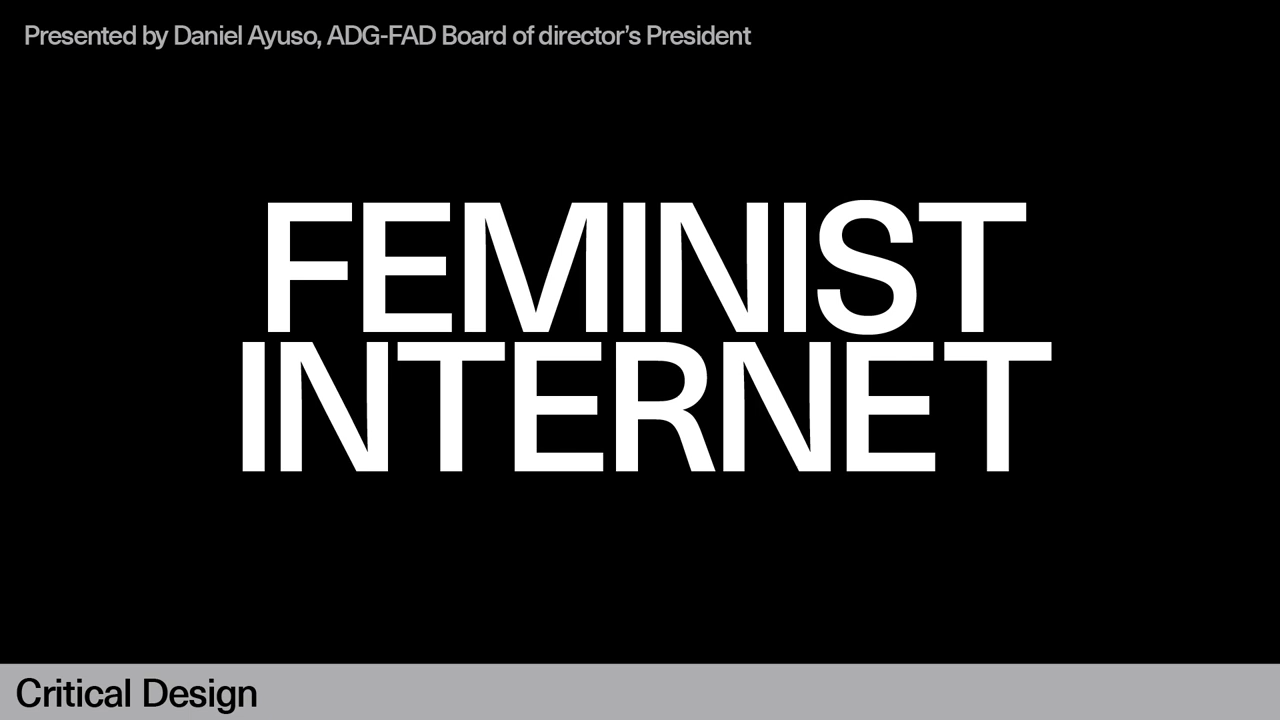 Presented by Daniel Ayuso, ADG-FAD Board of director’s President
FEMINIST
INTERNET
Critical Design